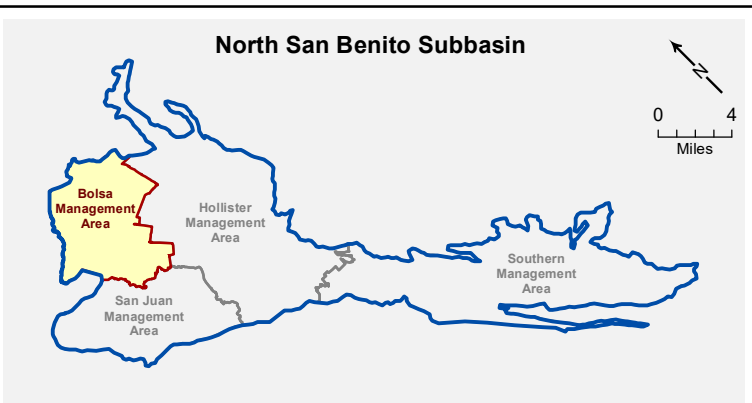 North San Benito Subbasin
N
0 4
Miles
Bolsa
Management
Area
Hollister
Management
Area
Southern
Management
Area
San Juan
Management
Area